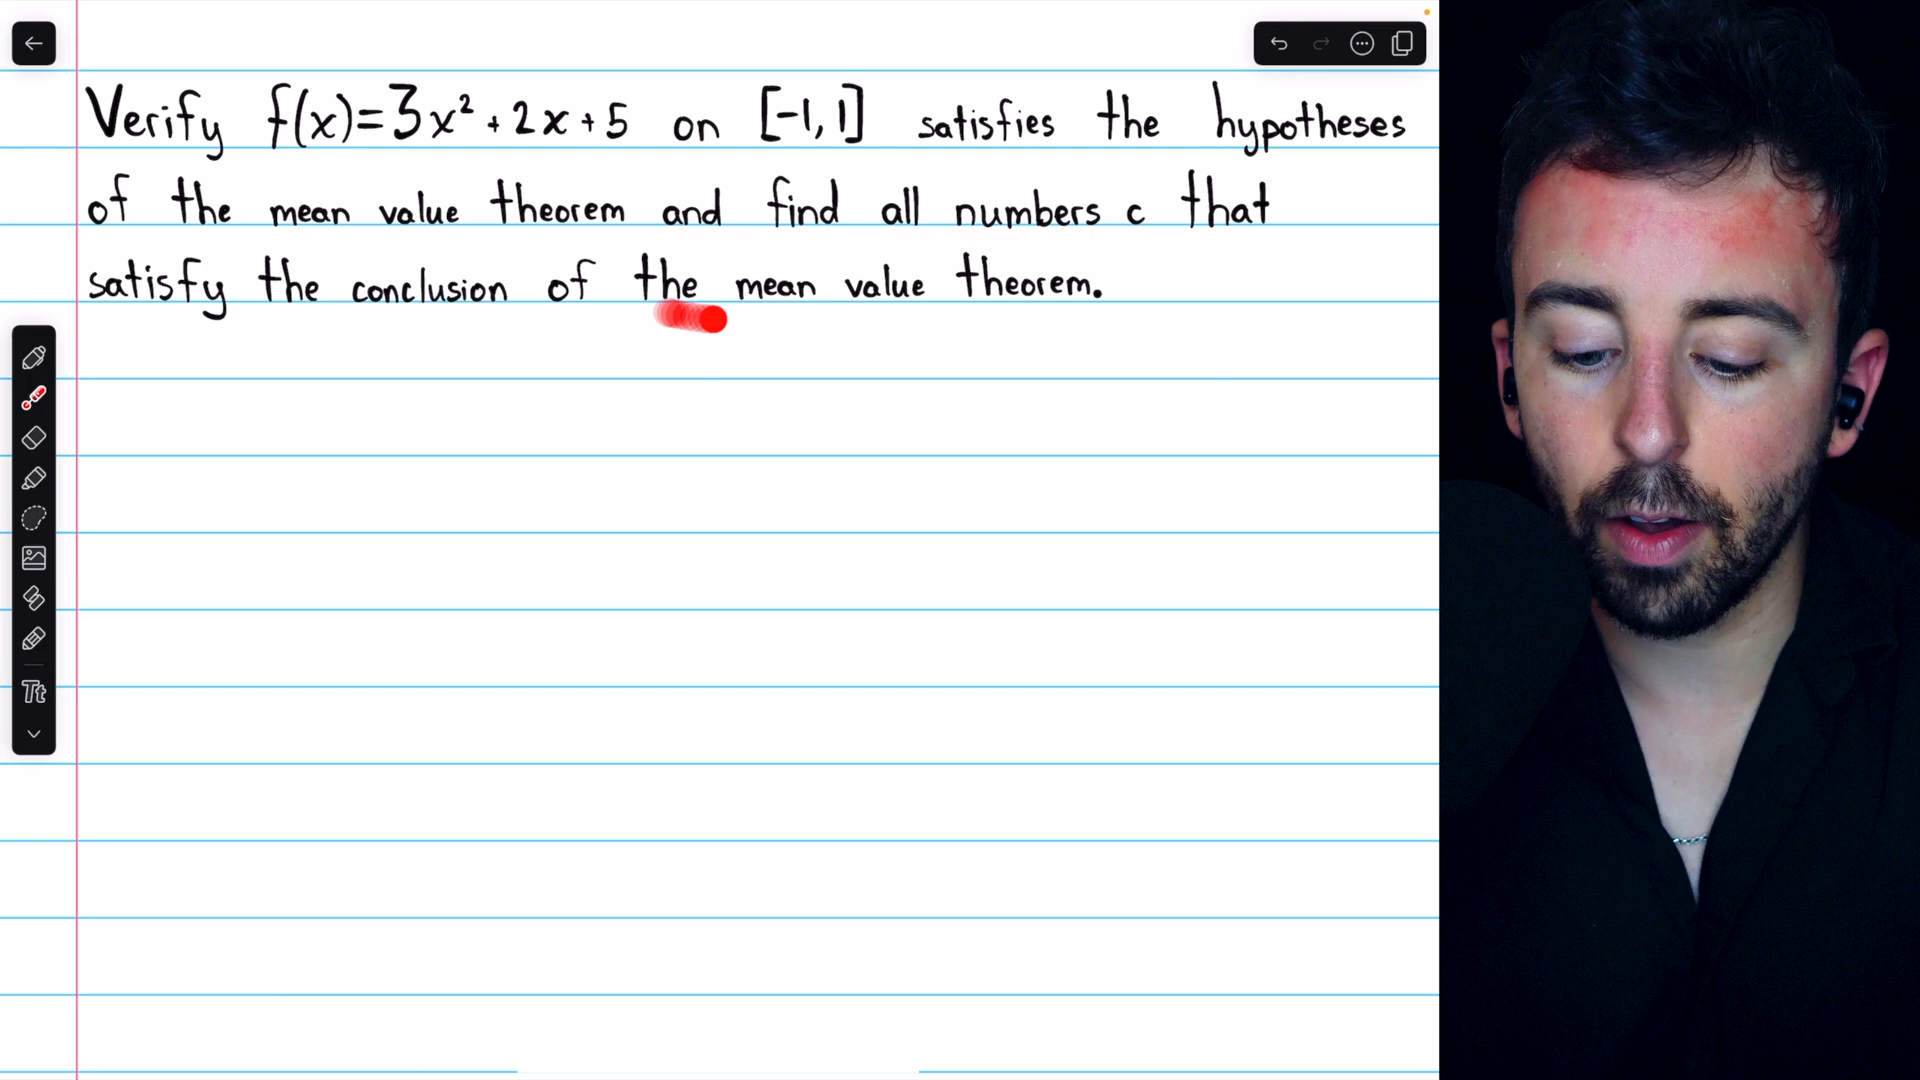 Verify f(x)=3x²+2x+5 on [-1,1] satisfies the hypotheses
of the mean value theorem and find all numbers c that
satisfy the conclusion of the mean value theorem.
Tt